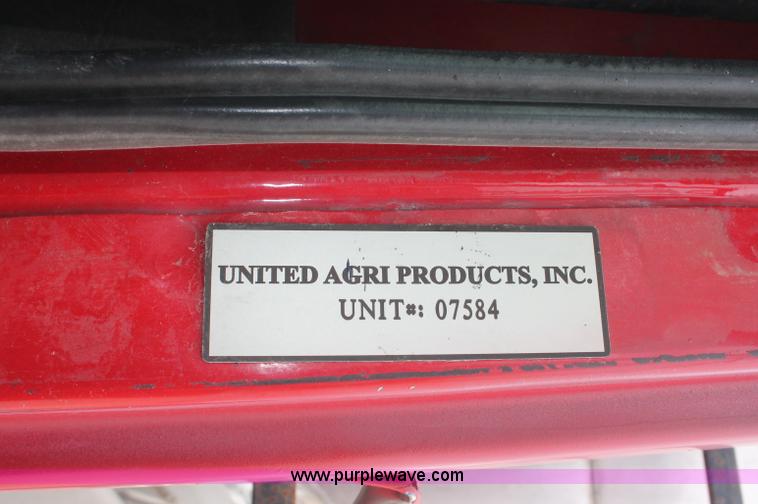 UNITED AGRI PRODUCTS, INC.
UNIT#: 07584
www.purplewave.com